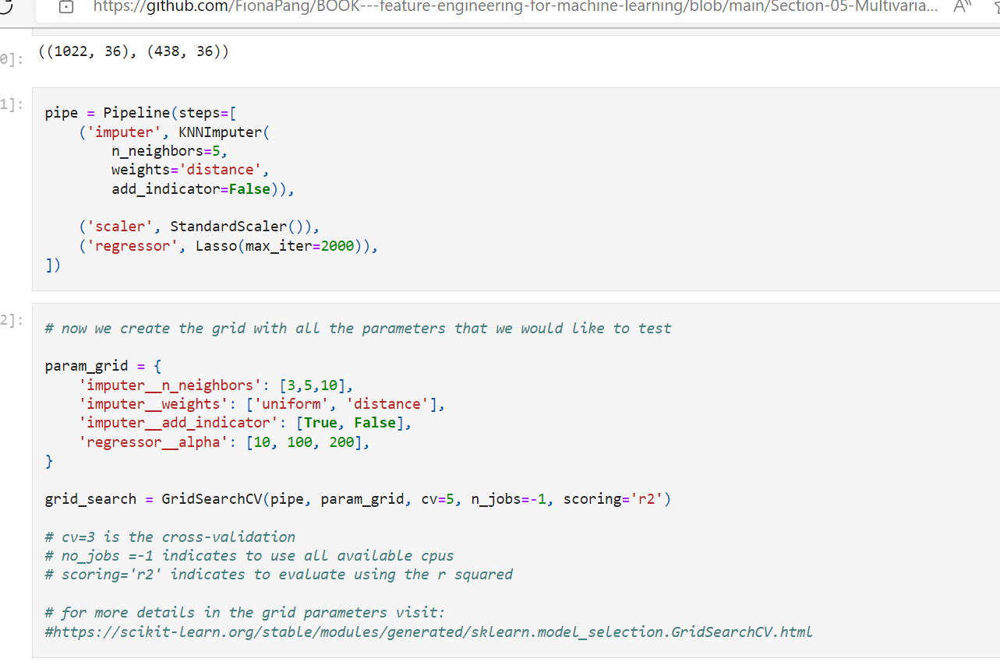 https://github.com/FionaPang/BOOK---feature-engineering-for-machine-learning/blob/main/Section-05-Multivaria...
0]:
((1022, 36), (438, 36))
1]:
pipe = Pipeline(steps=[
    ('imputer', KNNImputer(
        n_neighbors=5,
        weights='distance',
        add_indicator=False)),
    ('scaler', StandardScaler()),
    ('regressor', Lasso(max_iter=2000)),
])
2]:
# now we create the grid with all the parameters that we would like to test
param_grid = {
    'imputer__n_neighbors': [3,5,10],
    'imputer__weights': ['uniform', 'distance'],
    'imputer__add_indicator': [True, False],
    'regressor__alpha': [10, 100, 200],
}
grid_search = GridSearchCV(pipe, param_grid, cv=5, n_jobs=-1, scoring='r2')
# cv=3 is the cross-validation
# no_jobs =-1 indicates to use all available cpus
# scoring='r2' indicates to evaluate using the r squared
# for more details in the grid parameters visit:
#https://scikit-learn.org/stable/modules/generated/sklearn.model_selection.GridSearchCV.html